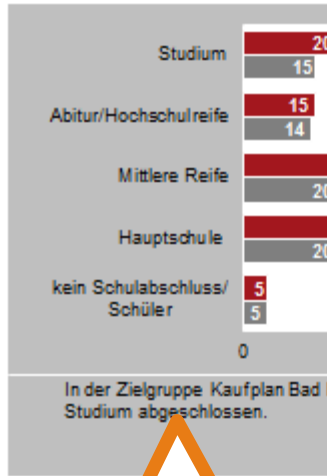 Studium 20
15
Abitur/Hochschulreife 15
14
Mittlere Reife
20
Hauptschule
20
kein Schulabschluss/ 5
Schüler 5
0
In der Zielgruppe Kaufplan Bad
Studium abgeschlossen.